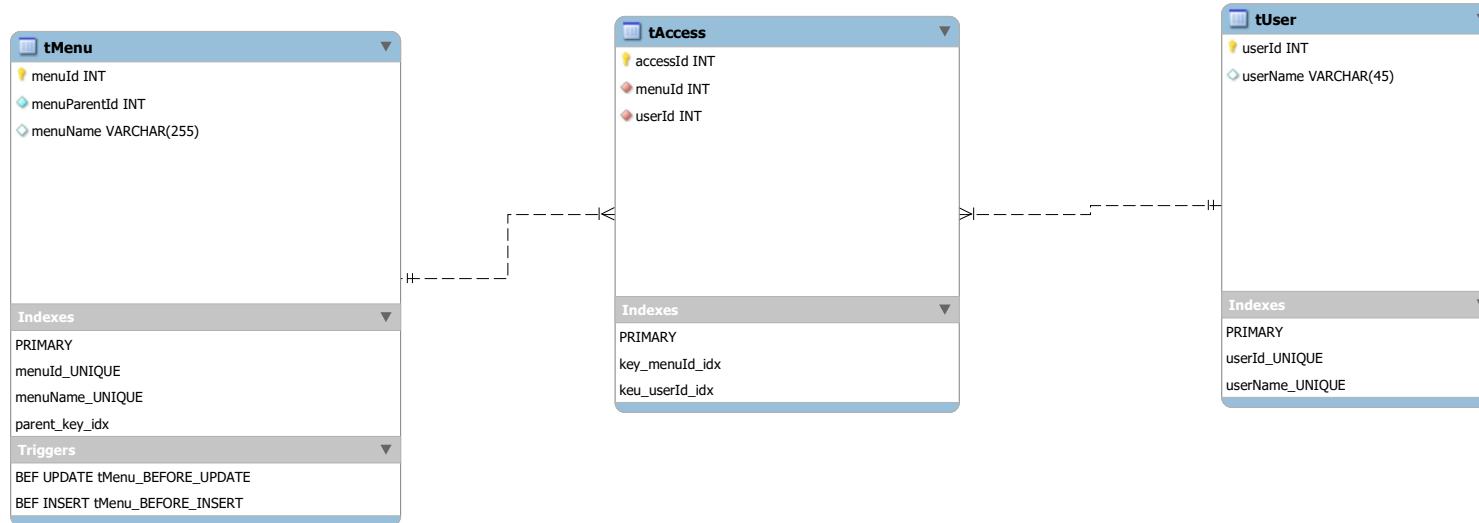 tMenu
menuId INT
menuParentId INT
menuName VARCHAR(255)
Indexes
PRIMARY
menuId_UNIQUE
menuName_UNIQUE
parent_key_idx
Triggers
BEF UPDATE tMenu_BEFORE_UPDATE
BEF INSERT tMenu_BEFORE_INSERT
tAccess
accessId INT
menuId INT
userId INT
Indexes
PRIMARY
key_menuId_idx
keu_userId_idx
tUser
userId INT
userName VARCHAR(45)
Indexes
PRIMARY
userId_UNIQUE
userName_UNIQUE